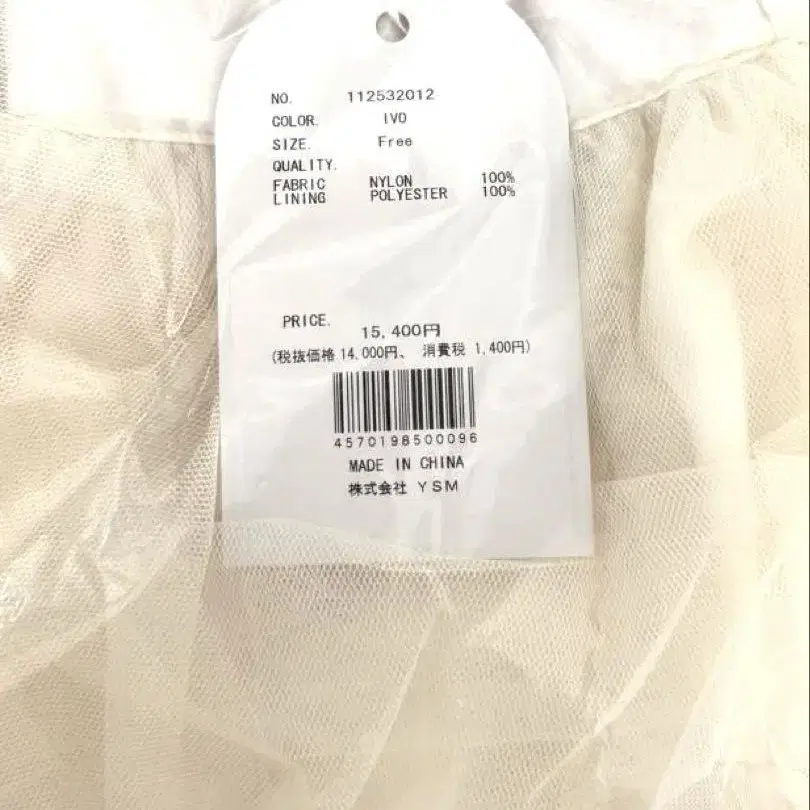 NO. 112532012
COLOR. IVO
SIZE. Free
QUALITY.
FABRIC NYLON 100%
LINING POLYESTER 100%
PRICE. 15,400円
(税抜価格 14,000円、 消費税 1,400円)
4570198500096
MADE IN CHINA
株式会社 YSM